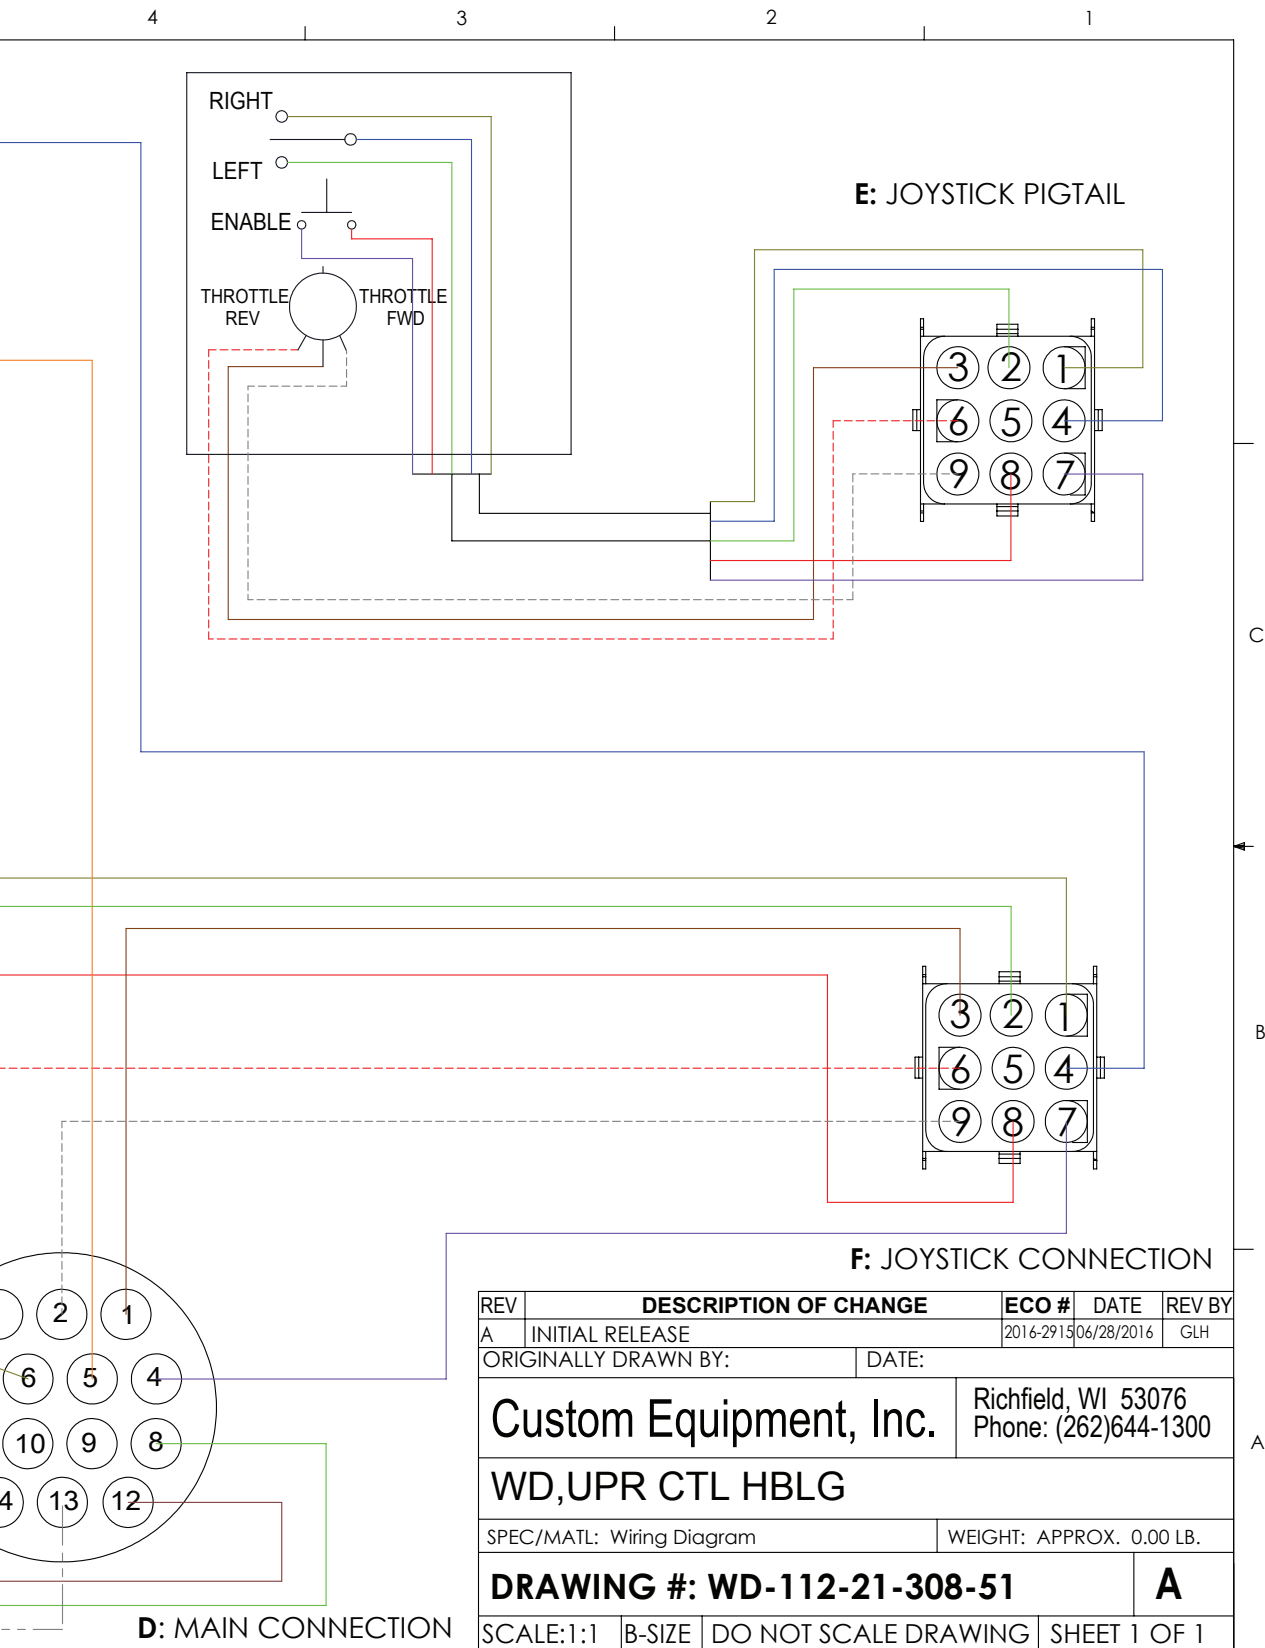 4 3 2 1
RIGHT
LEFT
ENABLE
THROTTLE REV
THROTTLE FWD
E: JOYSTICK PIGTAIL
3 2 1
6 5 4
9 8 7
C
B
3 2 1
6 5 4
9 8 7
F: JOYSTICK CONNECTION
2 1
6 5 4
10 9 8
4 13 12
D: MAIN CONNECTION
A
REV DESCRIPTION OF CHANGE ECO # DATE REV BY
A INITIAL RELEASE 2016-2915 06/28/2016 GLH
ORIGINALLY DRAWN BY: DATE:
Custom Equipment, Inc.
Richfield, WI 53076
Phone: (262)644-1300
WD,UPR CTL HBLG
SPEC/MATL: Wiring Diagram WEIGHT: APPROX. 0.00 LB.
DRAWING #: WD-112-21-308-51 A
SCALE:1:1 B-SIZE DO NOT SCALE DRAWING SHEET 1 OF 1